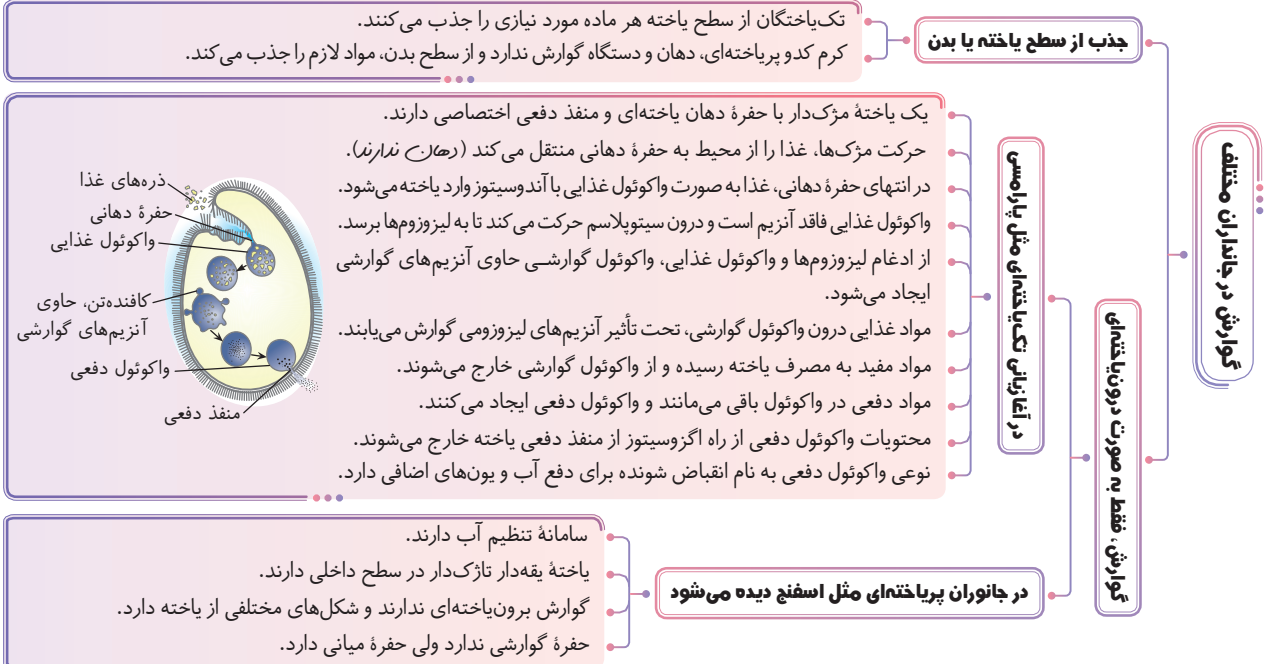 گوارش در جانداران مختلف
جذب از سطح یاخته یا بدن
تک‌یاختگان از سطح یاخته هر ماده مورد نیازی را جذب می‌کنند.
کرم کدو پریاخته‌ای، دهان و دستگاه گوارش ندارد و از سطح بدن، مواد لازم را جذب می‌کند.
گوارش، فقط به صورت درون‌یاخته‌ای
در آغازیانی تک‌یاخته‌ای مثل پارامسی
یک یاختهٔ مژک‌دار با حفرهٔ دهان یاخته‌ای و منفذ دفعی اختصاصی دارند.
حرکت مژک‌ها، غذا را از محیط به حفرهٔ دهانی منتقل می‌کند (دهان ندارند).
در انتهای حفرهٔ دهانی، غذا به صورت واکوئول غذایی با آندوسیتوز وارد یاخته می‌شود.
واکوئول غذایی فاقد آنزیم است و درون سیتوپلاسم حرکت می‌کند تا به لیزوزوم‌ها برسد.
از ادغام لیزوزوم‌ها و واکوئول غذایی، واکوئول گوارشی حاوی آنزیم‌های گوارشی
ایجاد می‌شود.
مواد غذایی درون واکوئول گوارشی، تحت تأثیر آنزیم‌های لیزوزومی گوارش می‌یابند.
مواد مفید به مصرف یاخته رسیده و از واکوئول گوارشی خارج می‌شوند.
مواد دفعی در واکوئول باقی می‌مانند و واکوئول دفعی ایجاد می‌کنند.
محتویات واکوئول دفعی از راه اگزوسیتوز از منفذ دفعی یاخته خارج می‌شوند.
نوعی واکوئول دفعی به نام انقباض شونده برای دفع آب و یون‌های اضافی دارد.
ذره‌های غذا
حفرهٔ دهانی
واکوئول غذایی
کافنده‌تن، حاوی
آنزیم‌های گوارشی
واکوئول دفعی
منفذ دفعی
در جانوران پریاخته‌ای مثل اسفنج دیده می‌شود
سامانهٔ تنظیم آب دارند.
یاختهٔ یقه‌دار تاژک‌دار در سطح داخلی دارند.
گوارش برون‌یاخته‌ای ندارند و شکل‌های مختلفی از یاخته دارد.
حفرهٔ گوارشی ندارد ولی حفرهٔ میانی دارد.